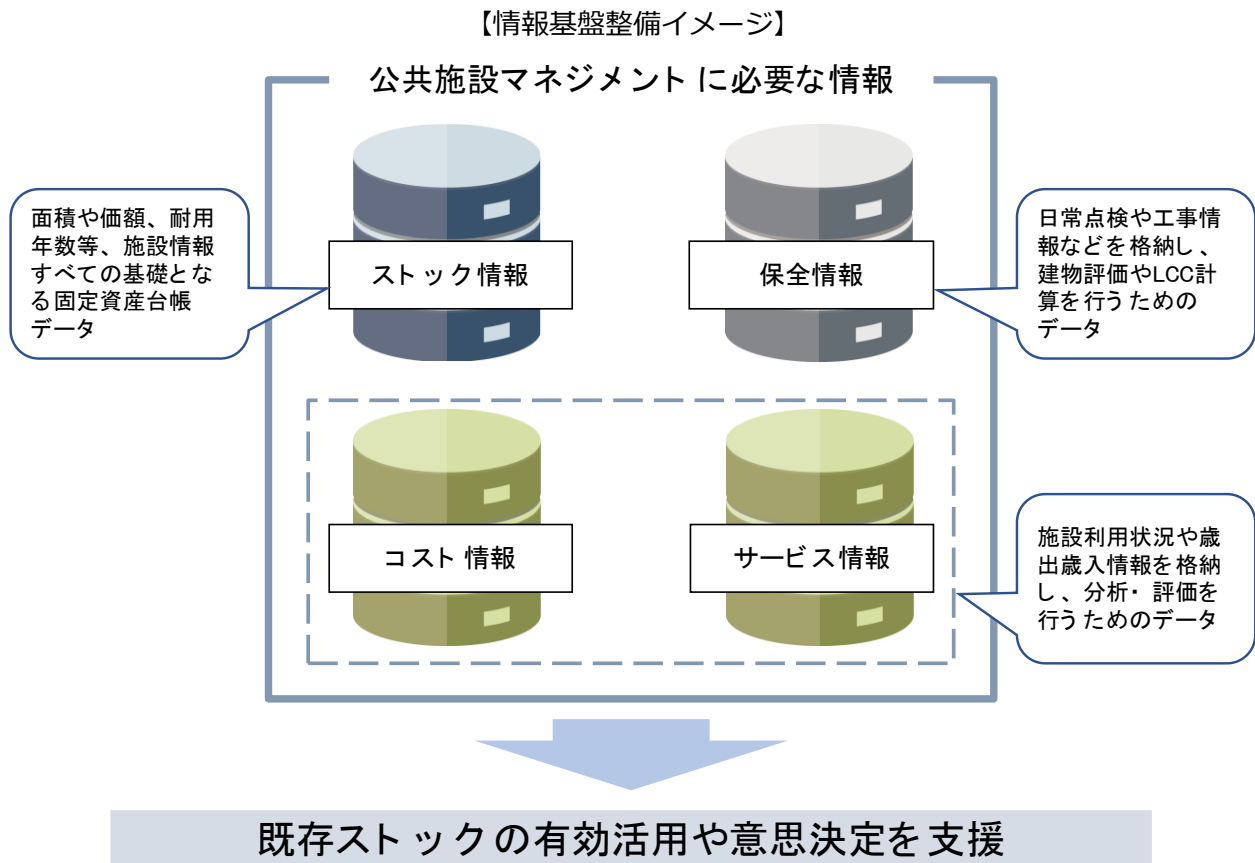 【情報基盤整備イメージ】
公共施設マネジメントに必要な情報
面積や価額、耐用
年数等、施設情報
すべての基礎とな
る固定資産台帳
データ
ストック情報
保全情報
日常点検や工事情
報などを格納し、
建物評価やLCC計
算を行うための
データ
コスト情報
サービス情報
施設利用状況や歳
出歳入情報を格納
し、分析・評価を
行うためのデータ
既存ストックの有効活用や意思決定を支援